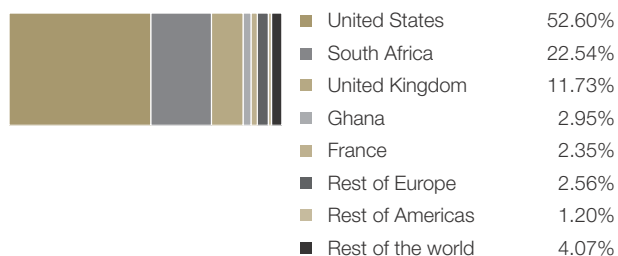 United States 52.60%
South Africa 22.54%
United Kingdom 11.73%
Ghana 2.95%
France 2.35%
Rest of Europe 2.56%
Rest of Americas 1.20%
Rest of the world 4.07%